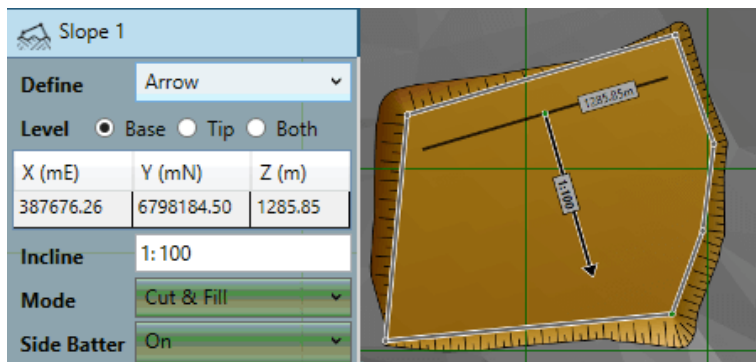 Slope 1
Define Arrow
Level Base Tip Both
X (mE) Y (mN) Z (m)
387676.26 6798184.50 1285.85
Incline 1: 100
Mode Cut & Fill
Side Batter On
1285.85m
1:100